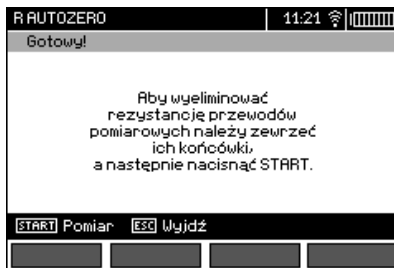 R AUTOZERO 11:21
Gotowy!
Aby wyeliminować
rezystancję przewodów
pomiarowych należy zewrzeć
ich końcówki,
a następnie nacisnąć START.
START Pomiar ESC Wyjdź